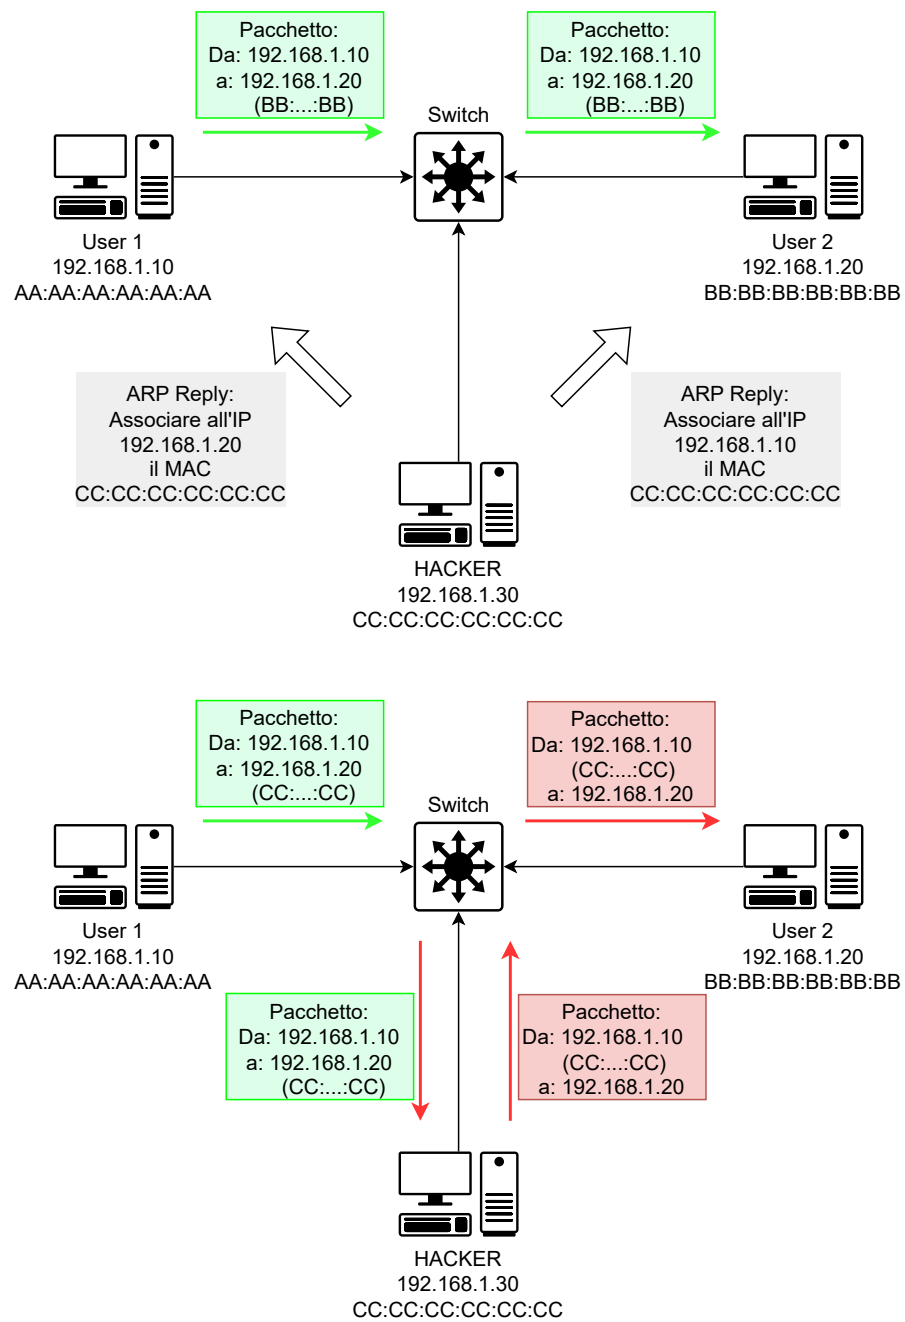 Pacchetto:
Da: 192.168.1.10
a: 192.168.1.20
(BB:...:BB)
Pacchetto:
Da: 192.168.1.10
a: 192.168.1.20
(BB:...:BB)
Switch
User 1
192.168.1.10
AA:AA:AA:AA:AA:AA
User 2
192.168.1.20
BB:BB:BB:BB:BB:BB
ARP Reply:
Associare all'IP
192.168.1.20
il MAC
CC:CC:CC:CC:CC:CC
ARP Reply:
Associare all'IP
192.168.1.10
il MAC
CC:CC:CC:CC:CC:CC
HACKER
192.168.1.30
CC:CC:CC:CC:CC:CC
Pacchetto:
Da: 192.168.1.10
a: 192.168.1.20
(CC:...:CC)
Pacchetto:
Da: 192.168.1.10
(CC:...:CC)
a: 192.168.1.20
Switch
User 1
192.168.1.10
AA:AA:AA:AA:AA:AA
User 2
192.168.1.20
BB:BB:BB:BB:BB:BB
Pacchetto:
Da: 192.168.1.10
a: 192.168.1.20
(CC:...:CC)
Pacchetto:
Da: 192.168.1.10
(CC:...:CC)
a: 192.168.1.20
HACKER
192.168.1.30
CC:CC:CC:CC:CC:CC